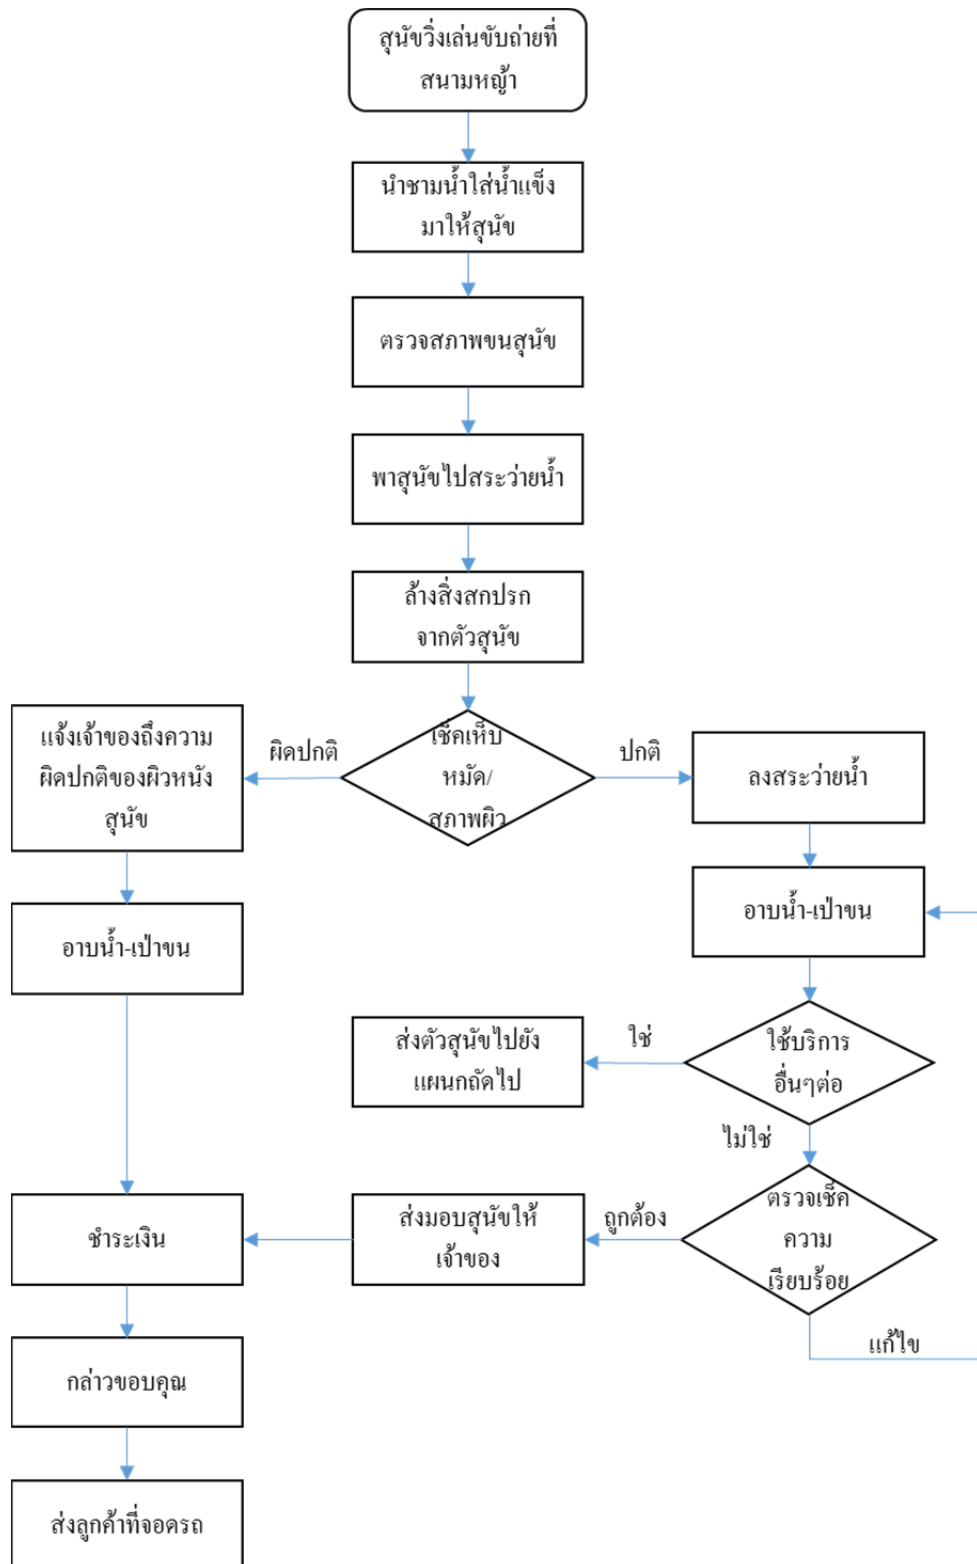 สุนัขวิ่งเล่นขับถ่ายที่
สนามหญ้า
นำชามน้ำใส่น้ำแข็ง
มาให้สุนัข
ตรวจสภาพขนสุนัข
พาสุนัขไปสระว่ายน้ำ
ล้างสิ่งสกปรก
จากตัวสุนัข
เช็คเห็บ
หมัด/
สภาพผิว
ผิดปกติ
ปกติ
แจ้งเจ้าของถึงความ
ผิดปกติของผิวหนัง
สุนัข
ลงสระว่ายน้ำ
อาบน้ำ-เป่าขน
อาบน้ำ-เป่าขน
ใช้บริการ
อื่นๆต่อ
ใช่
ส่งตัวสุนัขไปยัง
แผนกถัดไป
ไม่ใช่
ตรวจเช็ค
ความ
เรียบร้อย
ถูกต้อง
ส่งมอบสุนัขให้
เจ้าของ
แก้ไข
ชำระเงิน
กล่าวขอบคุณ
ส่งลูกค้าที่จอดรถ